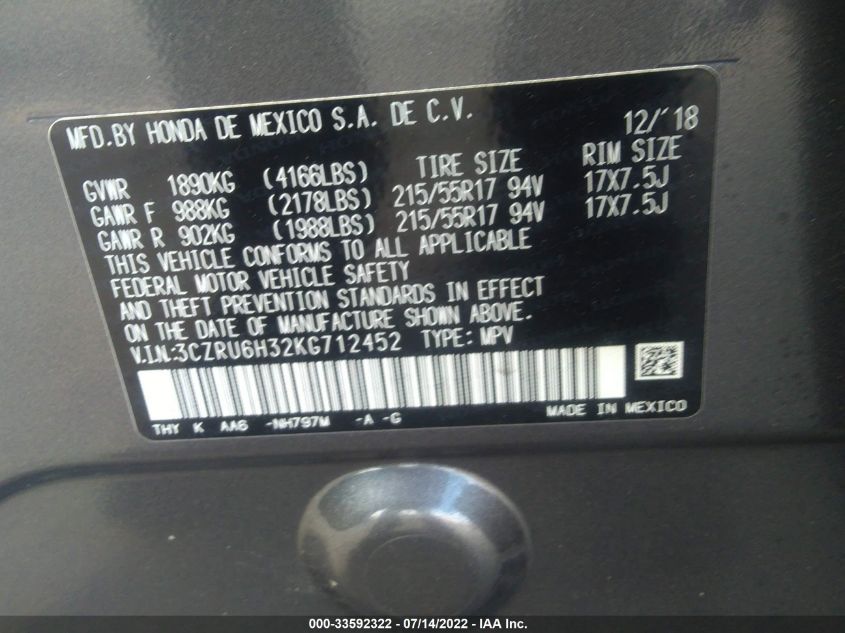 MFD.BY HONDA DE MEXICO S.A. DE C.V. 12/'18
TIRE SIZE RIM SIZE
GVWR 1890KG (4166LBS)
GAWR F 988KG (2178LBS) 215/55R17 94V 17X7.5J
GAWR R 902KG (1988LBS) 215/55R17 94V 17X7.5J
THIS VEHICLE CONFORMS TO ALL APPLICABLE
FEDERAL MOTOR VEHICLE SAFETY
AND THEFT PREVENTION STANDARDS IN EFFECT
ON THE DATE OF MANUFACTURE SHOWN ABOVE.
V.I.N:3CZRU6H32KG712452 TYPE: MPV
THY K AA6 -NH797M -A -G MADE IN MEXICO
000-33592322 - 07/14/2022 - IAA Inc.